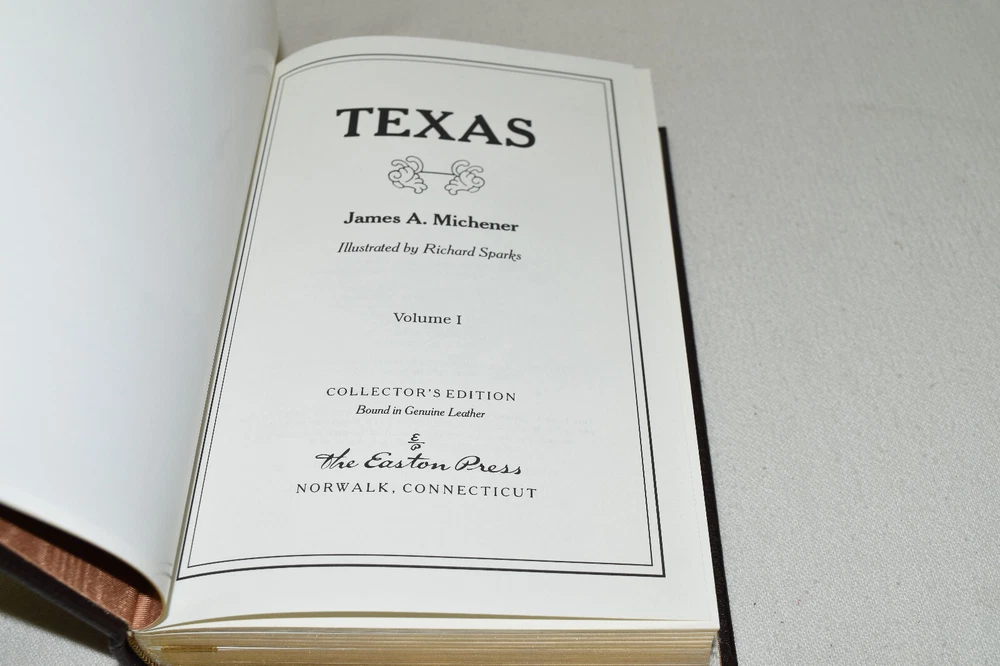 TEXAS
James A. Michener
Illustrated by Richard Sparks
Volume I
COLLECTOR'S EDITION
Bound in Genuine Leather
E
P
The Easton Press
NORWALK, CONNECTICUT